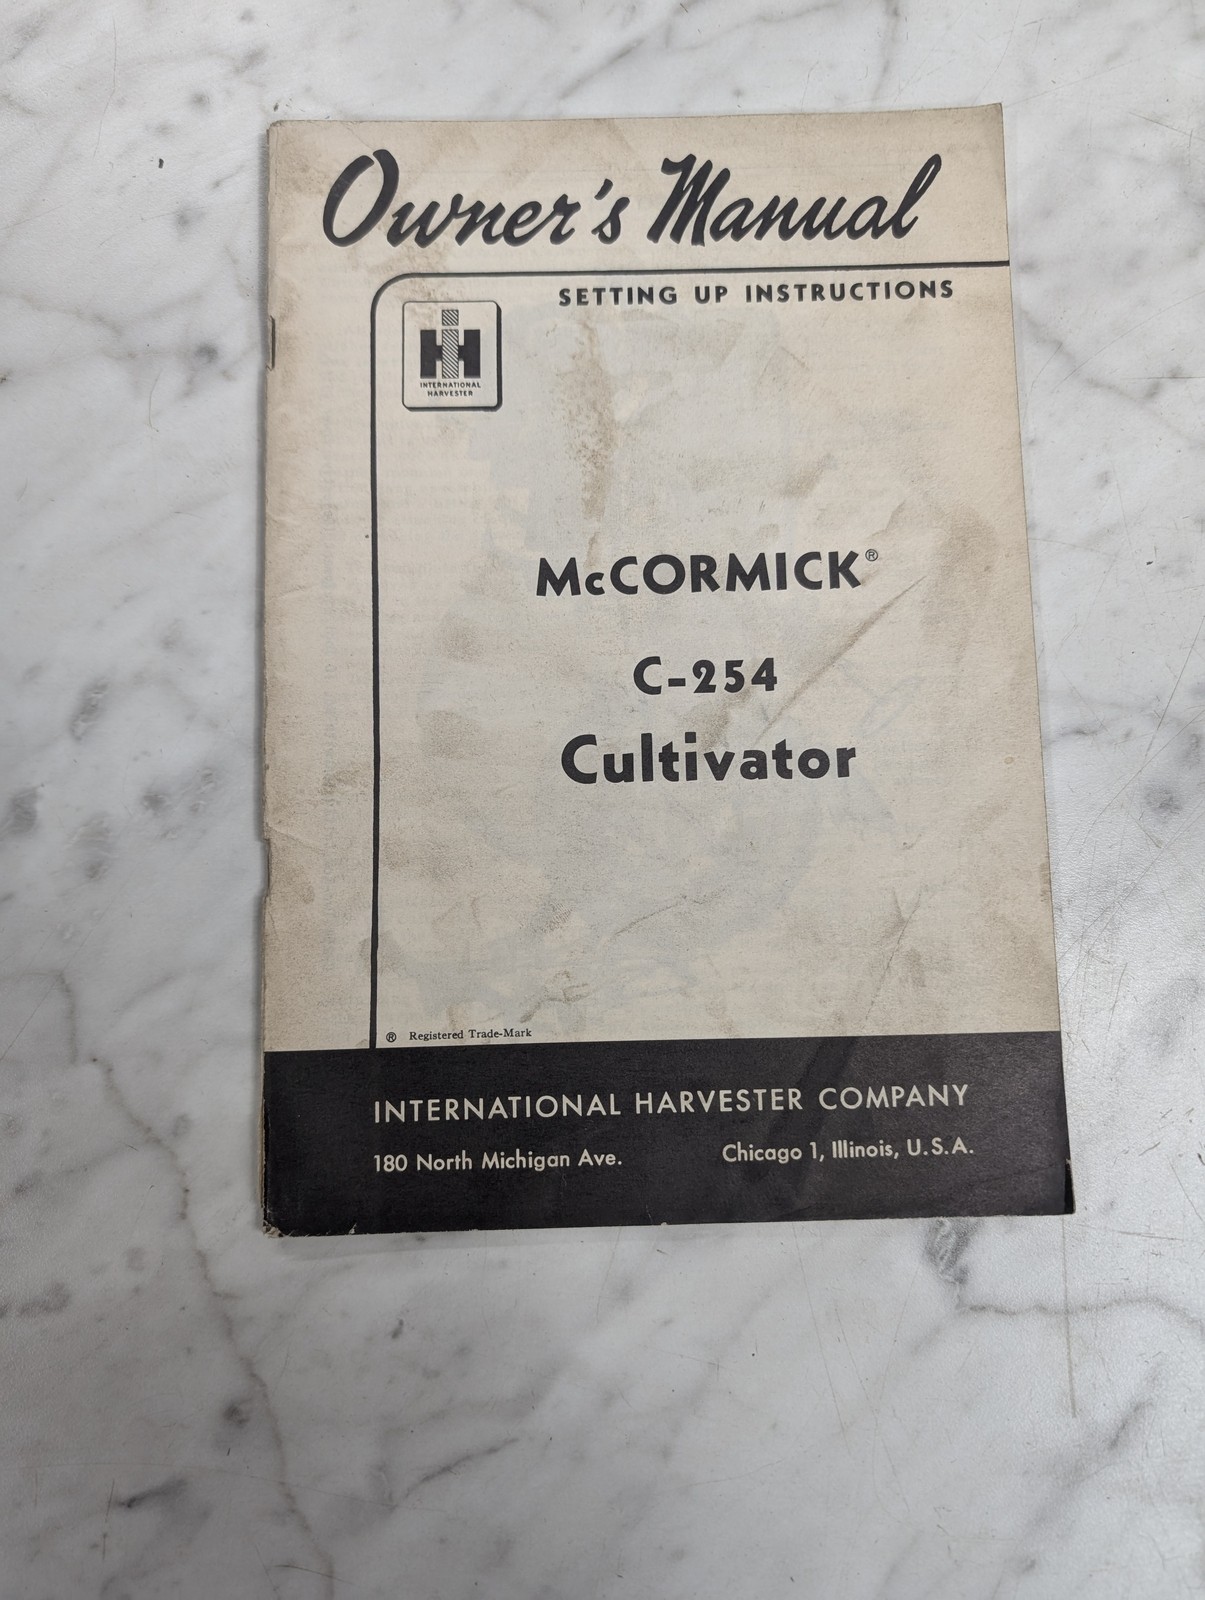 Owner's Manual
SETTING UP INSTRUCTIONS
IH
INTERNATIONAL
HARVESTER
McCORMICK®
C-254
Cultivator
® Registered Trade-Mark
INTERNATIONAL HARVESTER COMPANY
180 North Michigan Ave. Chicago 1, Illinois, U.S.A.